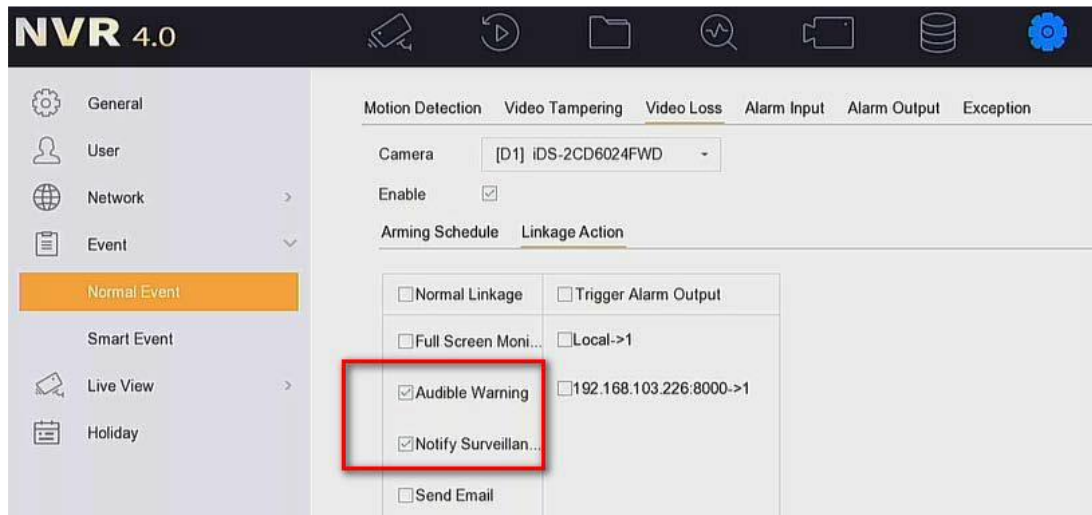 NVR 4.0
General
User
Network
Event
Normal Event
Smart Event
Live View
Holiday
Motion Detection Video Tampering Video Loss Alarm Input Alarm Output Exception
Camera [D1] iDS-2CD6024FWD
Enable
Arming Schedule Linkage Action
Normal Linkage Trigger Alarm Output
Full Screen Moni... Local->1
Audible Warning 192.168.103.226:8000->1
Notify Surveillan...
Send Email